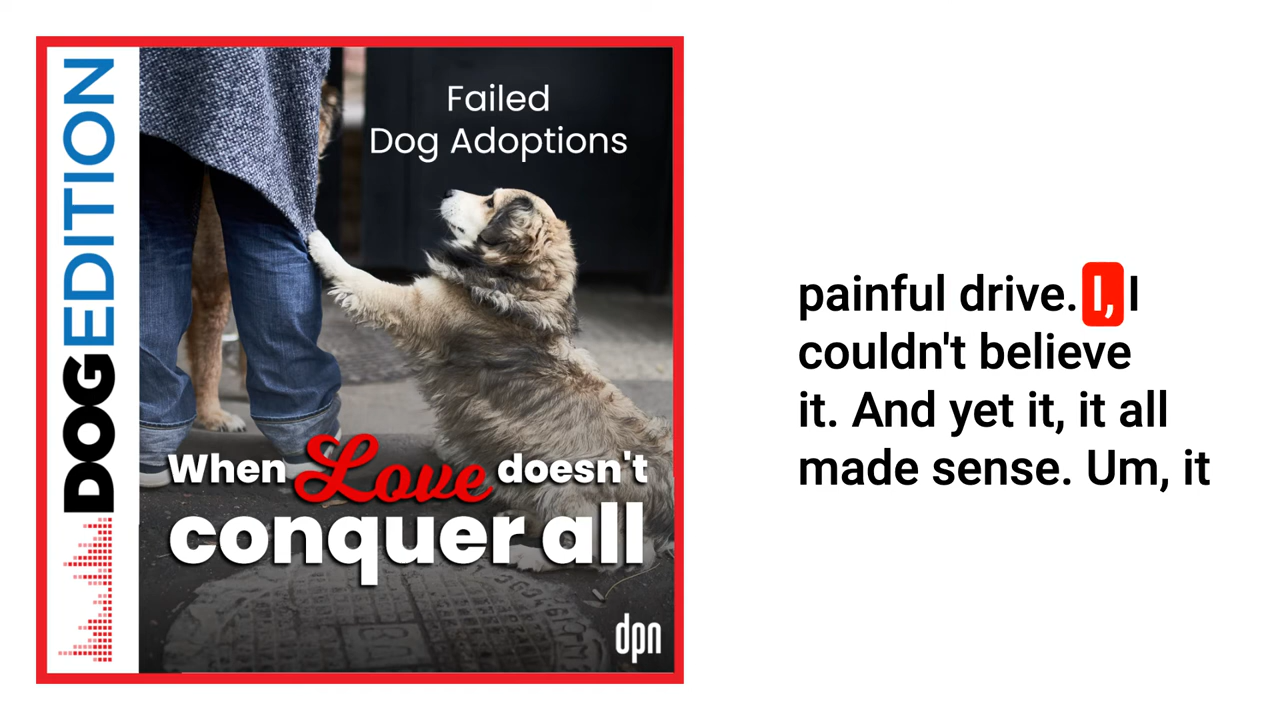 DOGEDITION
Failed
Dog Adoptions
When Love doesn't
conquer all
dpn
painful drive. I, I
couldn't believe
it. And yet it, it all
made sense. Um, it